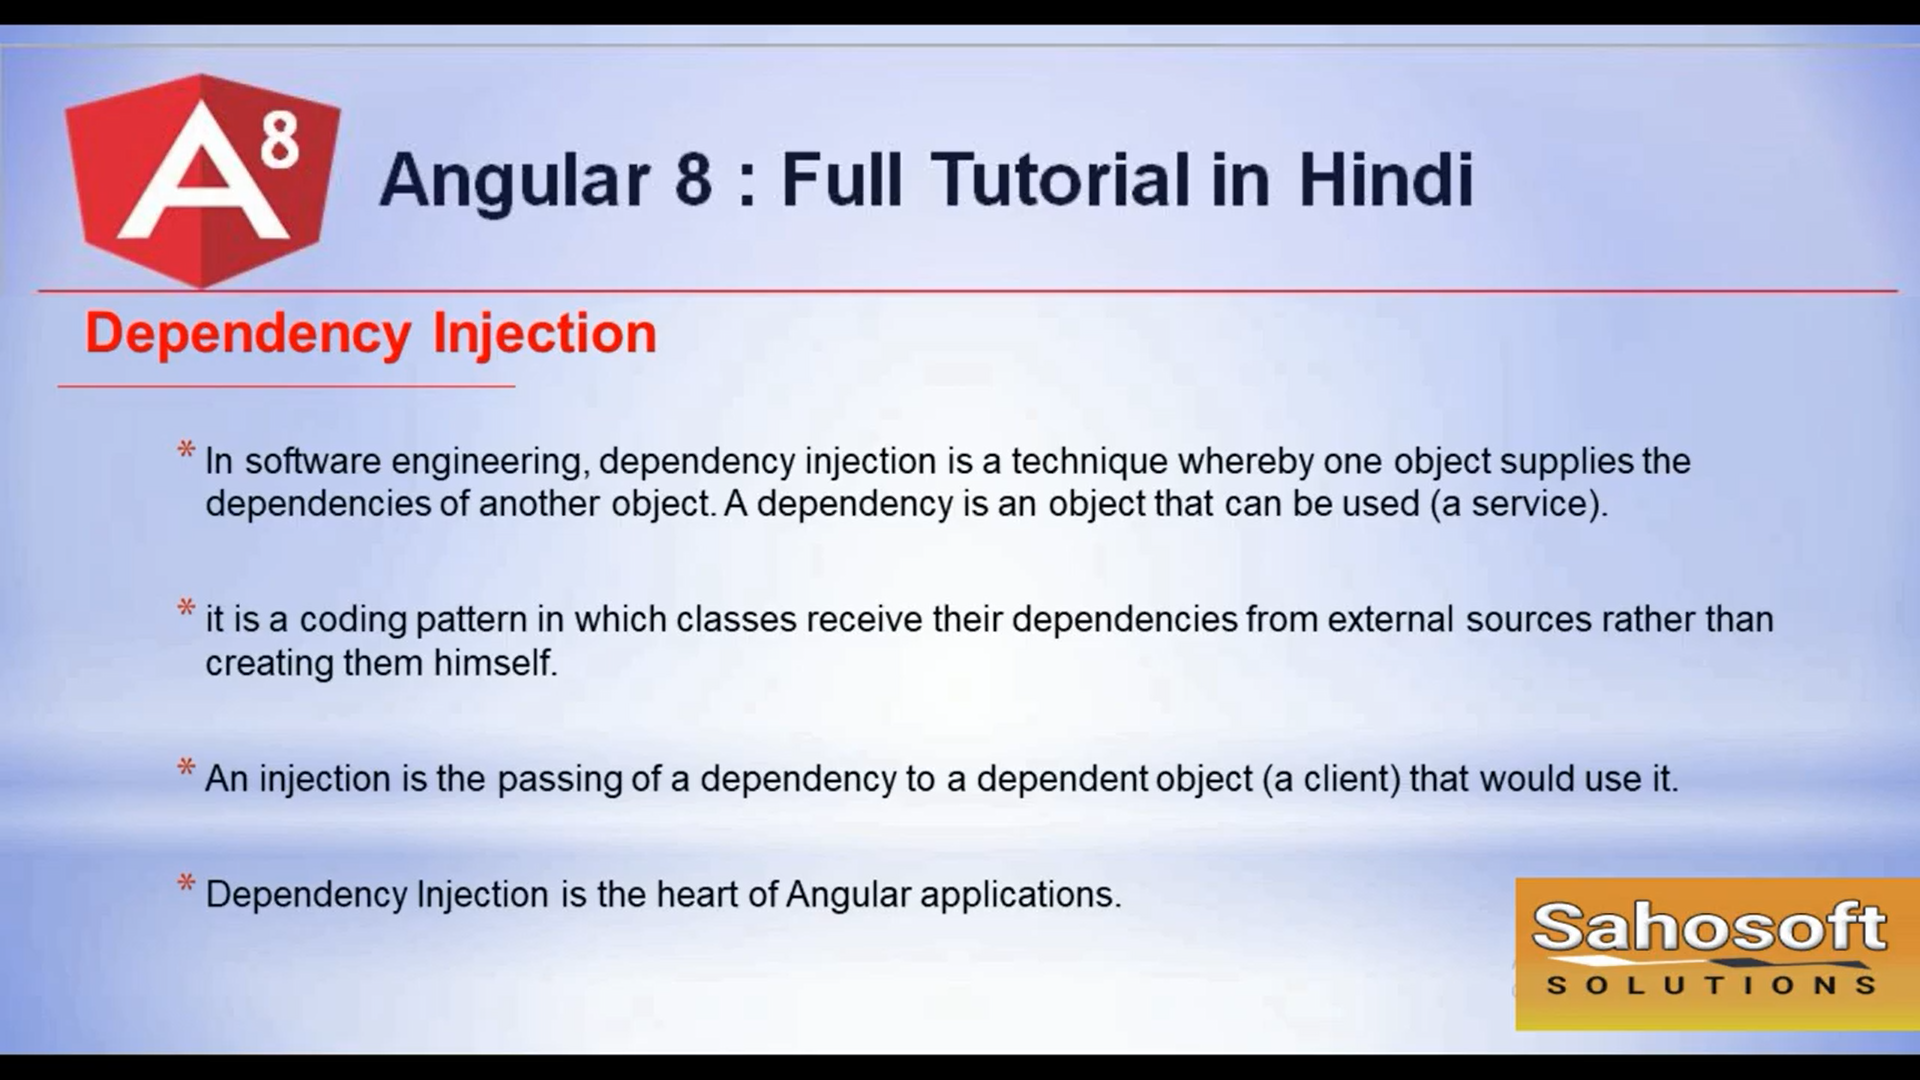 A8
Angular 8 : Full Tutorial in Hindi
Dependency Injection
* In software engineering, dependency injection is a technique whereby one object supplies the
dependencies of another object. A dependency is an object that can be used (a service).
* it is a coding pattern in which classes receive their dependencies from external sources rather than
creating them himself.
* An injection is the passing of a dependency to a dependent object (a client) that would use it.
* Dependency Injection is the heart of Angular applications.
Sahosoft
SOLUTIONS